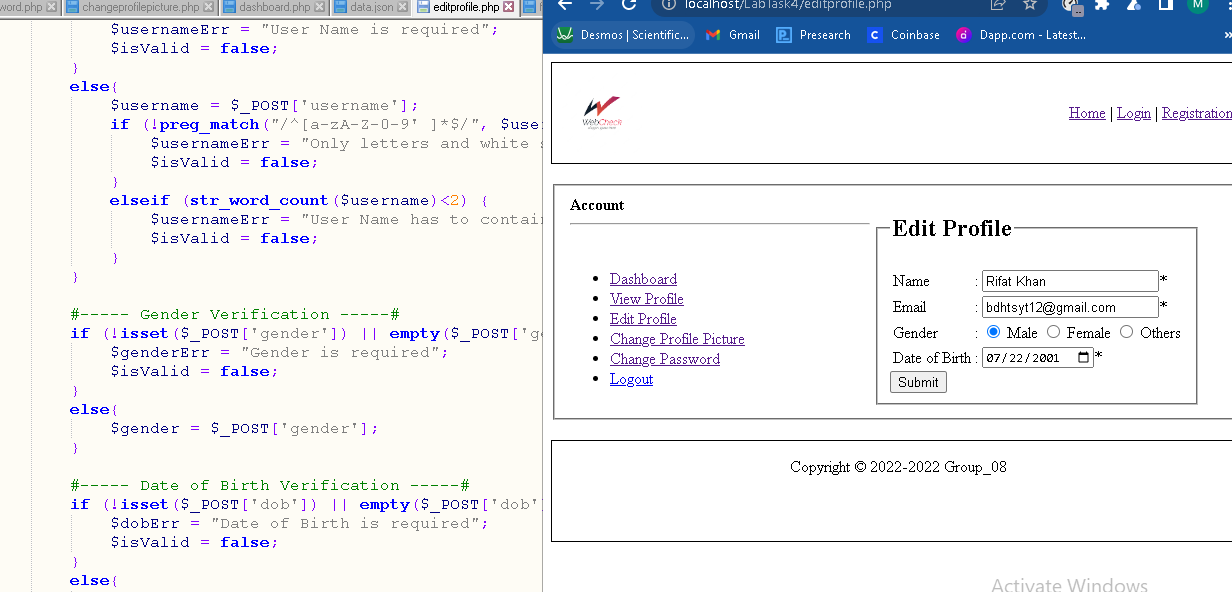 word.php changeprofilepicture.php dashboard.php data.json editprofile.php
$usernameErr = "User Name is required";
$isValid = false;
}
else{
$username = $_POST['username'];
if (!preg_match("/^[a-zA-Z-0-9' ]*$/", $use
$usernameErr = "Only letters and white s
$isValid = false;
}
elseif (str_word_count($username)<2) {
$usernameErr = "User Name has to contai
$isValid = false;
}
}
#----- Gender Verification -----#
if (!isset($_POST['gender']) || empty($_POST['ge
$genderErr = "Gender is required";
$isValid = false;
}
else{
$gender = $_POST['gender'];
}
#----- Date of Birth Verification -----#
if (!isset($_POST['dob']) || empty($_POST['dob']
$dobErr = "Date of Birth is required";
$isValid = false;
}
else{
localhost/LabTask4/editprofile.php
M
Desmos | Scientific... Gmail Presearch Coinbase Dapp.com - Latest... »
WebCheck
Home | Login | Registration
Account
Dashboard
View Profile
Edit Profile
Change Profile Picture
Change Password
Logout
Edit Profile
Name : Rifat Khan *
Email : bdhtsyt12@gmail.com *
Gender : Male Female Others
Date of Birth : 07/22/2001 *
Submit
Copyright © 2022-2022 Group_08
Activate Windows